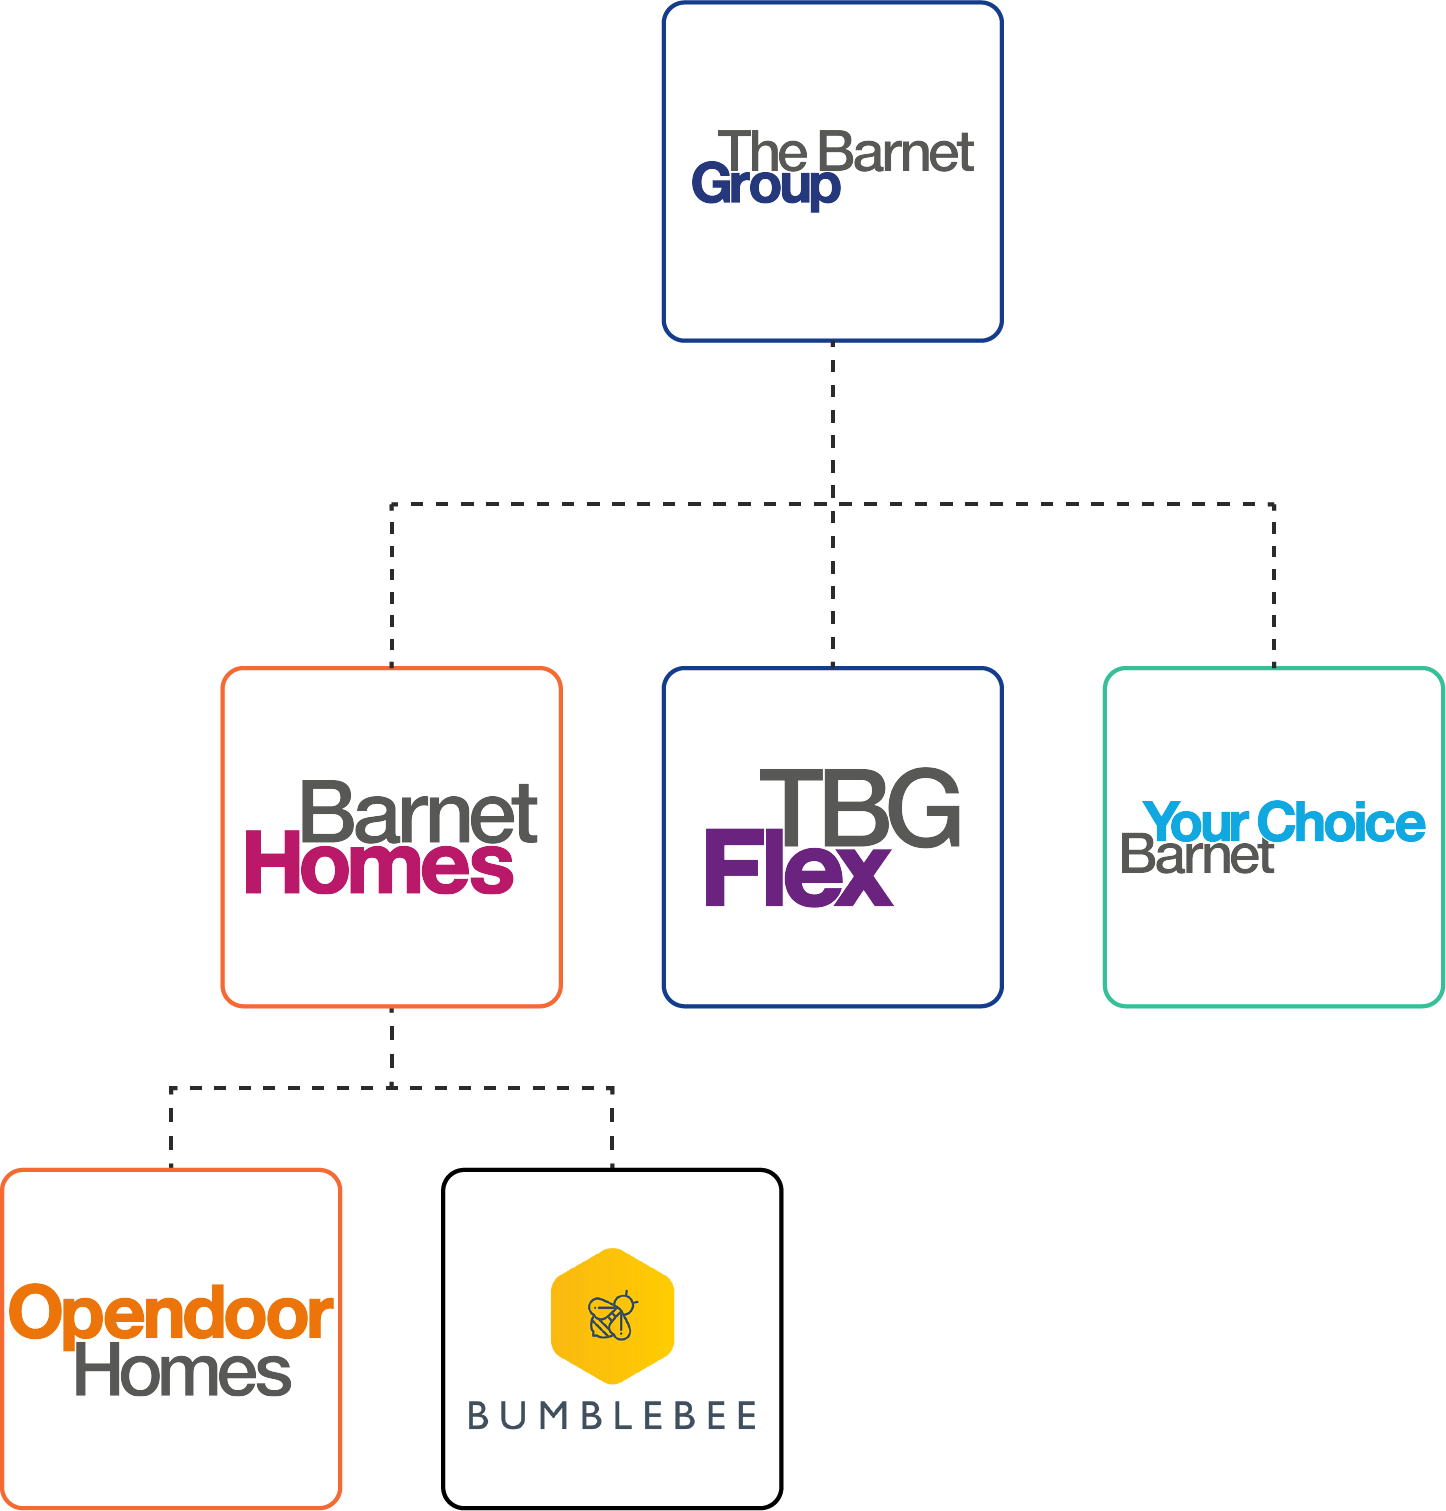 The Barnet
Group
Barnet
Homes
TBG
Flex
Your Choice
Barnet
Opendoor
Homes
BUMBLEBEE